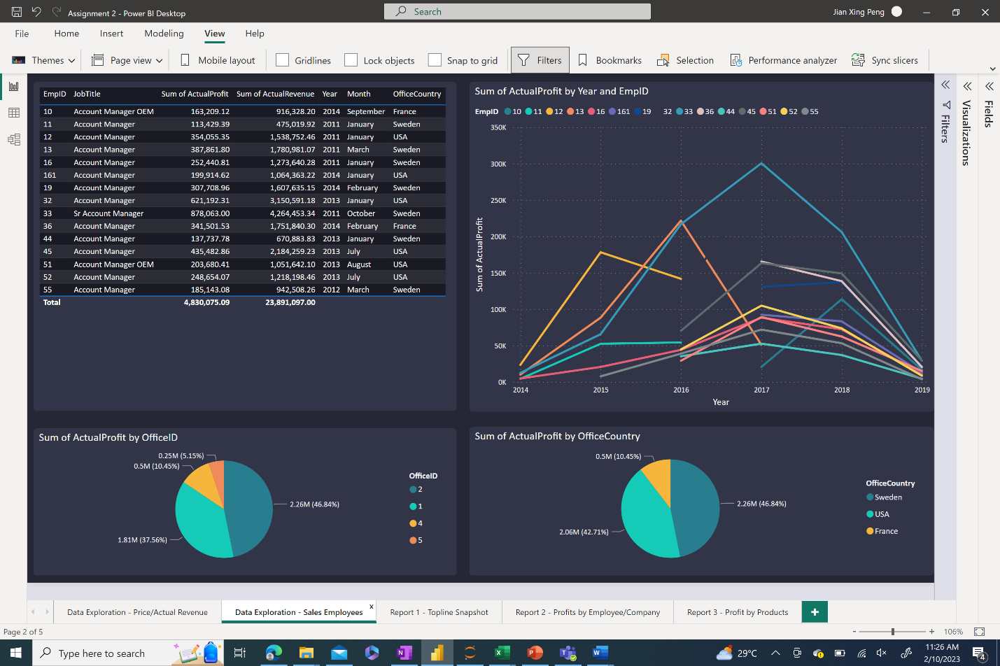 Assignment 2 - Power BI Desktop
Search
Jian Xing Peng
File Home Insert Modeling View Help
Themes Page view Mobile layout Gridlines Lock objects Snap to grid Filters Bookmarks Selection Performance analyzer Sync slicers
EmpID JobTitle Sum of ActualProfit Sum of ActualRevenue Year Month OfficeCountry
10 Account Manager OEM 163,209.12 916,328.20 2014 September France
11 Account Manager 113,429.39 475,019.92 2011 January Sweden
12 Account Manager 354,055.35 1,538,752.46 2011 January USA
13 Account Manager 387,861.80 1,780,981.07 2011 March Sweden
16 Account Manager 252,440.81 1,273,640.28 2011 January Sweden
161 Account Manager 199,914.62 1,064,363.22 2014 January USA
19 Account Manager 307,708.96 1,607,635.15 2014 February Sweden
32 Account Manager 621,192.31 3,150,591.18 2013 January USA
33 Sr Account Manager 878,063.00 4,264,453.34 2011 October Sweden
36 Account Manager 341,501.53 1,751,840.30 2014 February France
44 Account Manager 137,737.78 670,883.83 2013 January Sweden
45 Account Manager 435,482.86 2,184,259.23 2013 July USA
51 Account Manager OEM 203,680.41 1,051,642.10 2013 August USA
52 Account Manager 248,654.07 1,218,198.46 2013 July USA
55 Account Manager 185,143.08 942,508.26 2012 March Sweden
Total 4,830,075.09 23,891,097.00
Sum of ActualProfit by Year and EmpID
EmpID 10 11 12 13 16 161 19 32 33 36 44 45 51 52 55
350K
300K
250K
200K
150K
100K
50K
0K
Sum of ActualProfit
2014 2015 2016 2017 2018 2019
Year
Filters
Visualizations
Fields
Sum of ActualProfit by OfficeID
0.25M (5.15%)
0.5M (10.45%)
2.26M (46.84%)
1.81M (37.56%)
OfficeID
2
1
4
5
Sum of ActualProfit by OfficeCountry
0.5M (10.45%)
2.26M (46.84%)
2.06M (42.71%)
OfficeCountry
Sweden
USA
France
Data Exploration - Price/Actual Revenue
Data Exploration - Sales Employees x
Report 1 - Topline Snapshot
Report 2 - Profits by Employee/Company
Report 3 - Profit by Products
+
Page 2 of 5
- + 106%
Type here to search
29°C
11:26 AM
2/10/2023
4